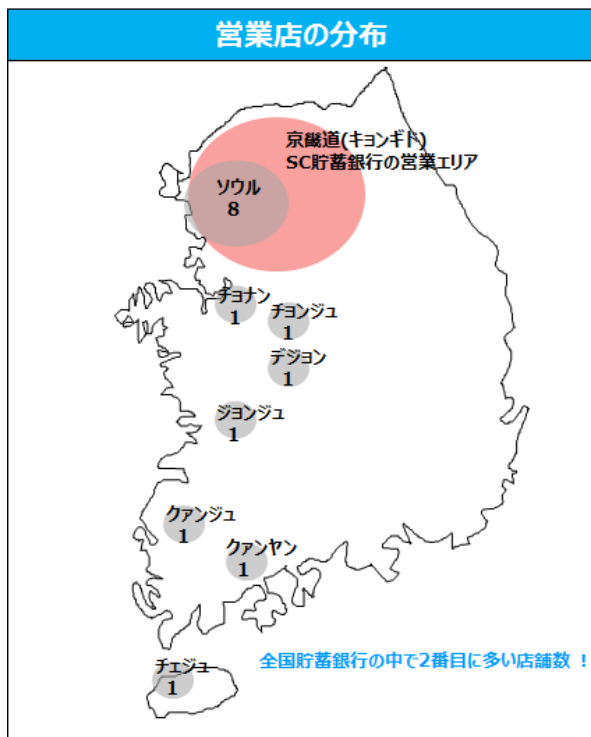 営業店の分布
京畿道(キョンギド)
SC貯蓄銀行の営業エリア
ソウル
8
チョナン
1
チョンジュ
1
デジョン
1
ジョンジュ
1
クァンジュ
1
クァンヤン
1
チェジュ
1
全国貯蓄銀行の中で2番目に多い店舗数 !